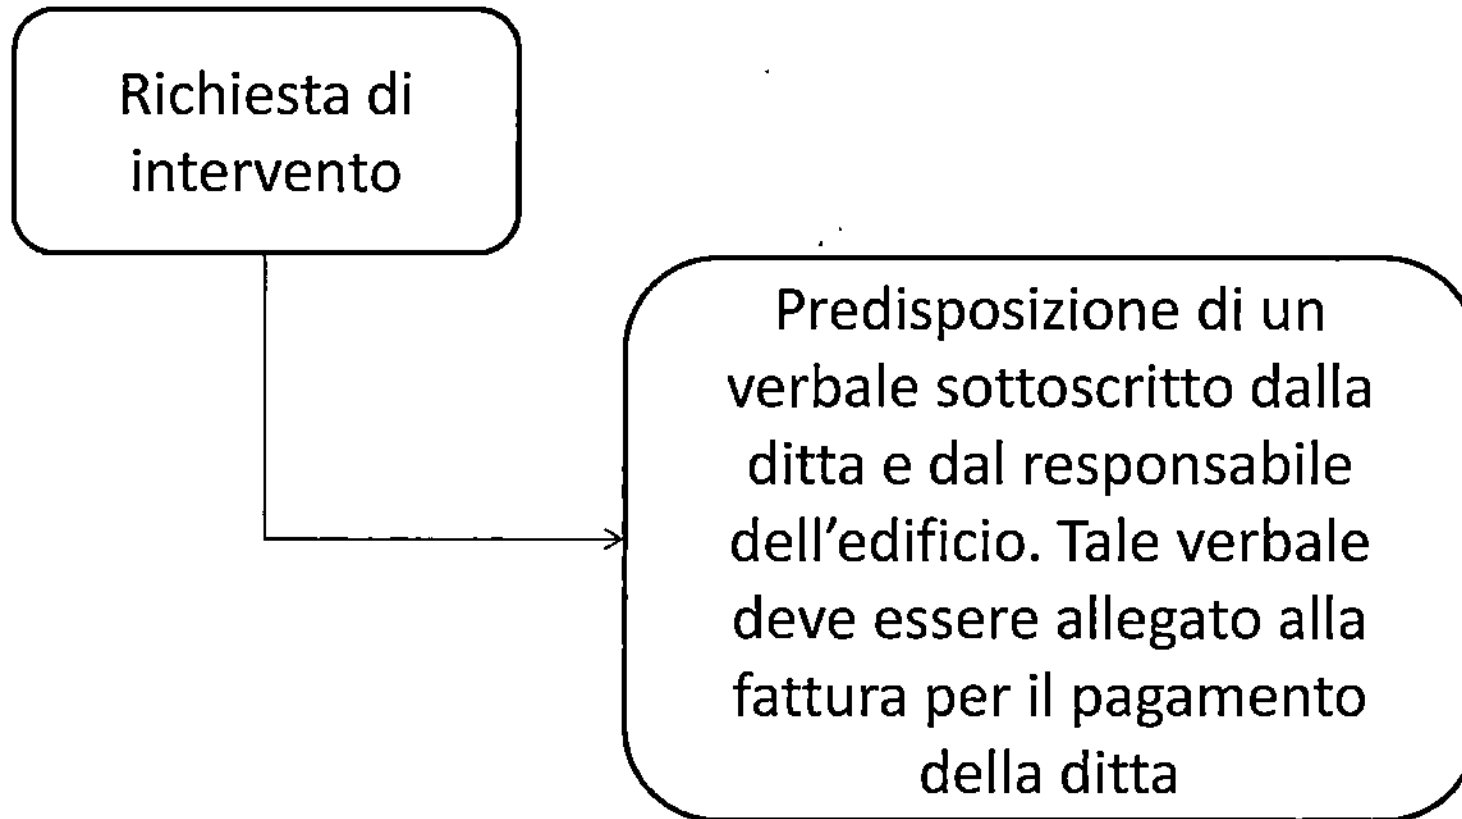 Richiesta di
intervento
Predisposizione di un
verbale sottoscritto dalla
ditta e dal responsabile
dell’edificio. Tale verbale
deve essere allegato alla
fattura per il pagamento
della ditta